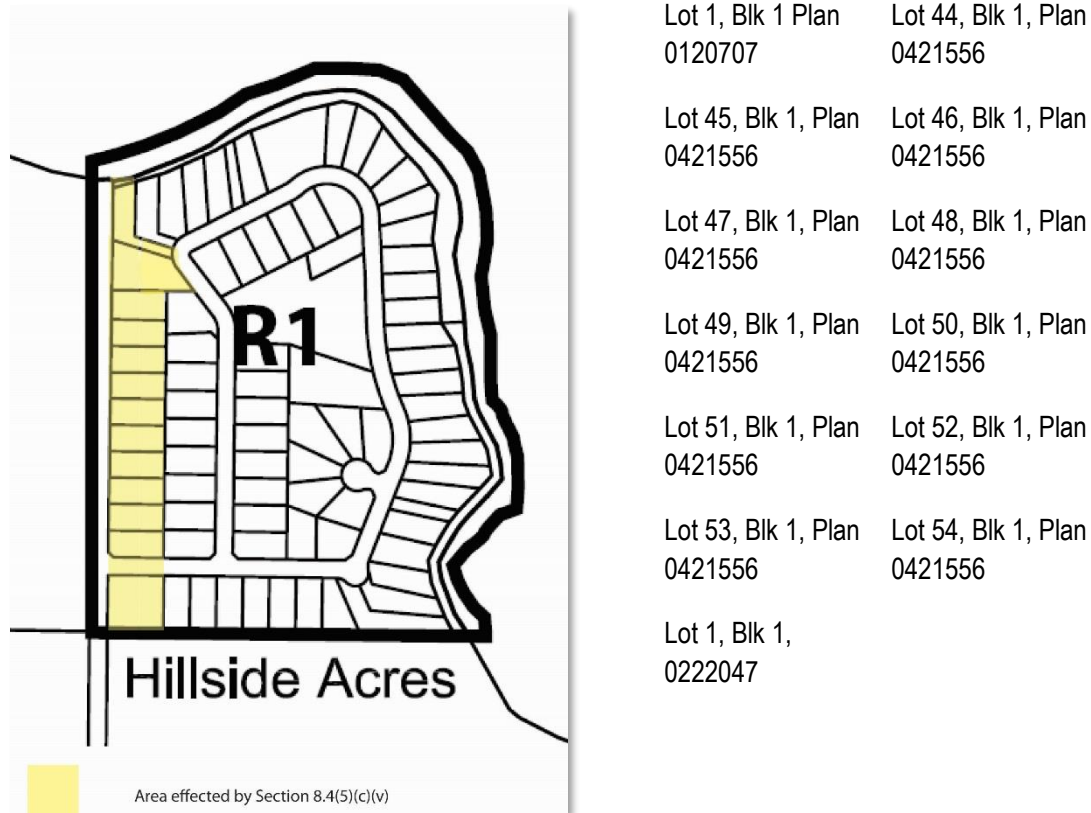 R1
Hillside Acres
Area effected by Section 8.4(5)(c)(v)
Lot 1, Blk 1 Plan
0120707
Lot 44, Blk 1, Plan
0421556
Lot 45, Blk 1, Plan
0421556
Lot 46, Blk 1, Plan
0421556
Lot 47, Blk 1, Plan
0421556
Lot 48, Blk 1, Plan
0421556
Lot 49, Blk 1, Plan
0421556
Lot 50, Blk 1, Plan
0421556
Lot 51, Blk 1, Plan
0421556
Lot 52, Blk 1, Plan
0421556
Lot 53, Blk 1, Plan
0421556
Lot 54, Blk 1, Plan
0421556
Lot 1, Blk 1,
0222047